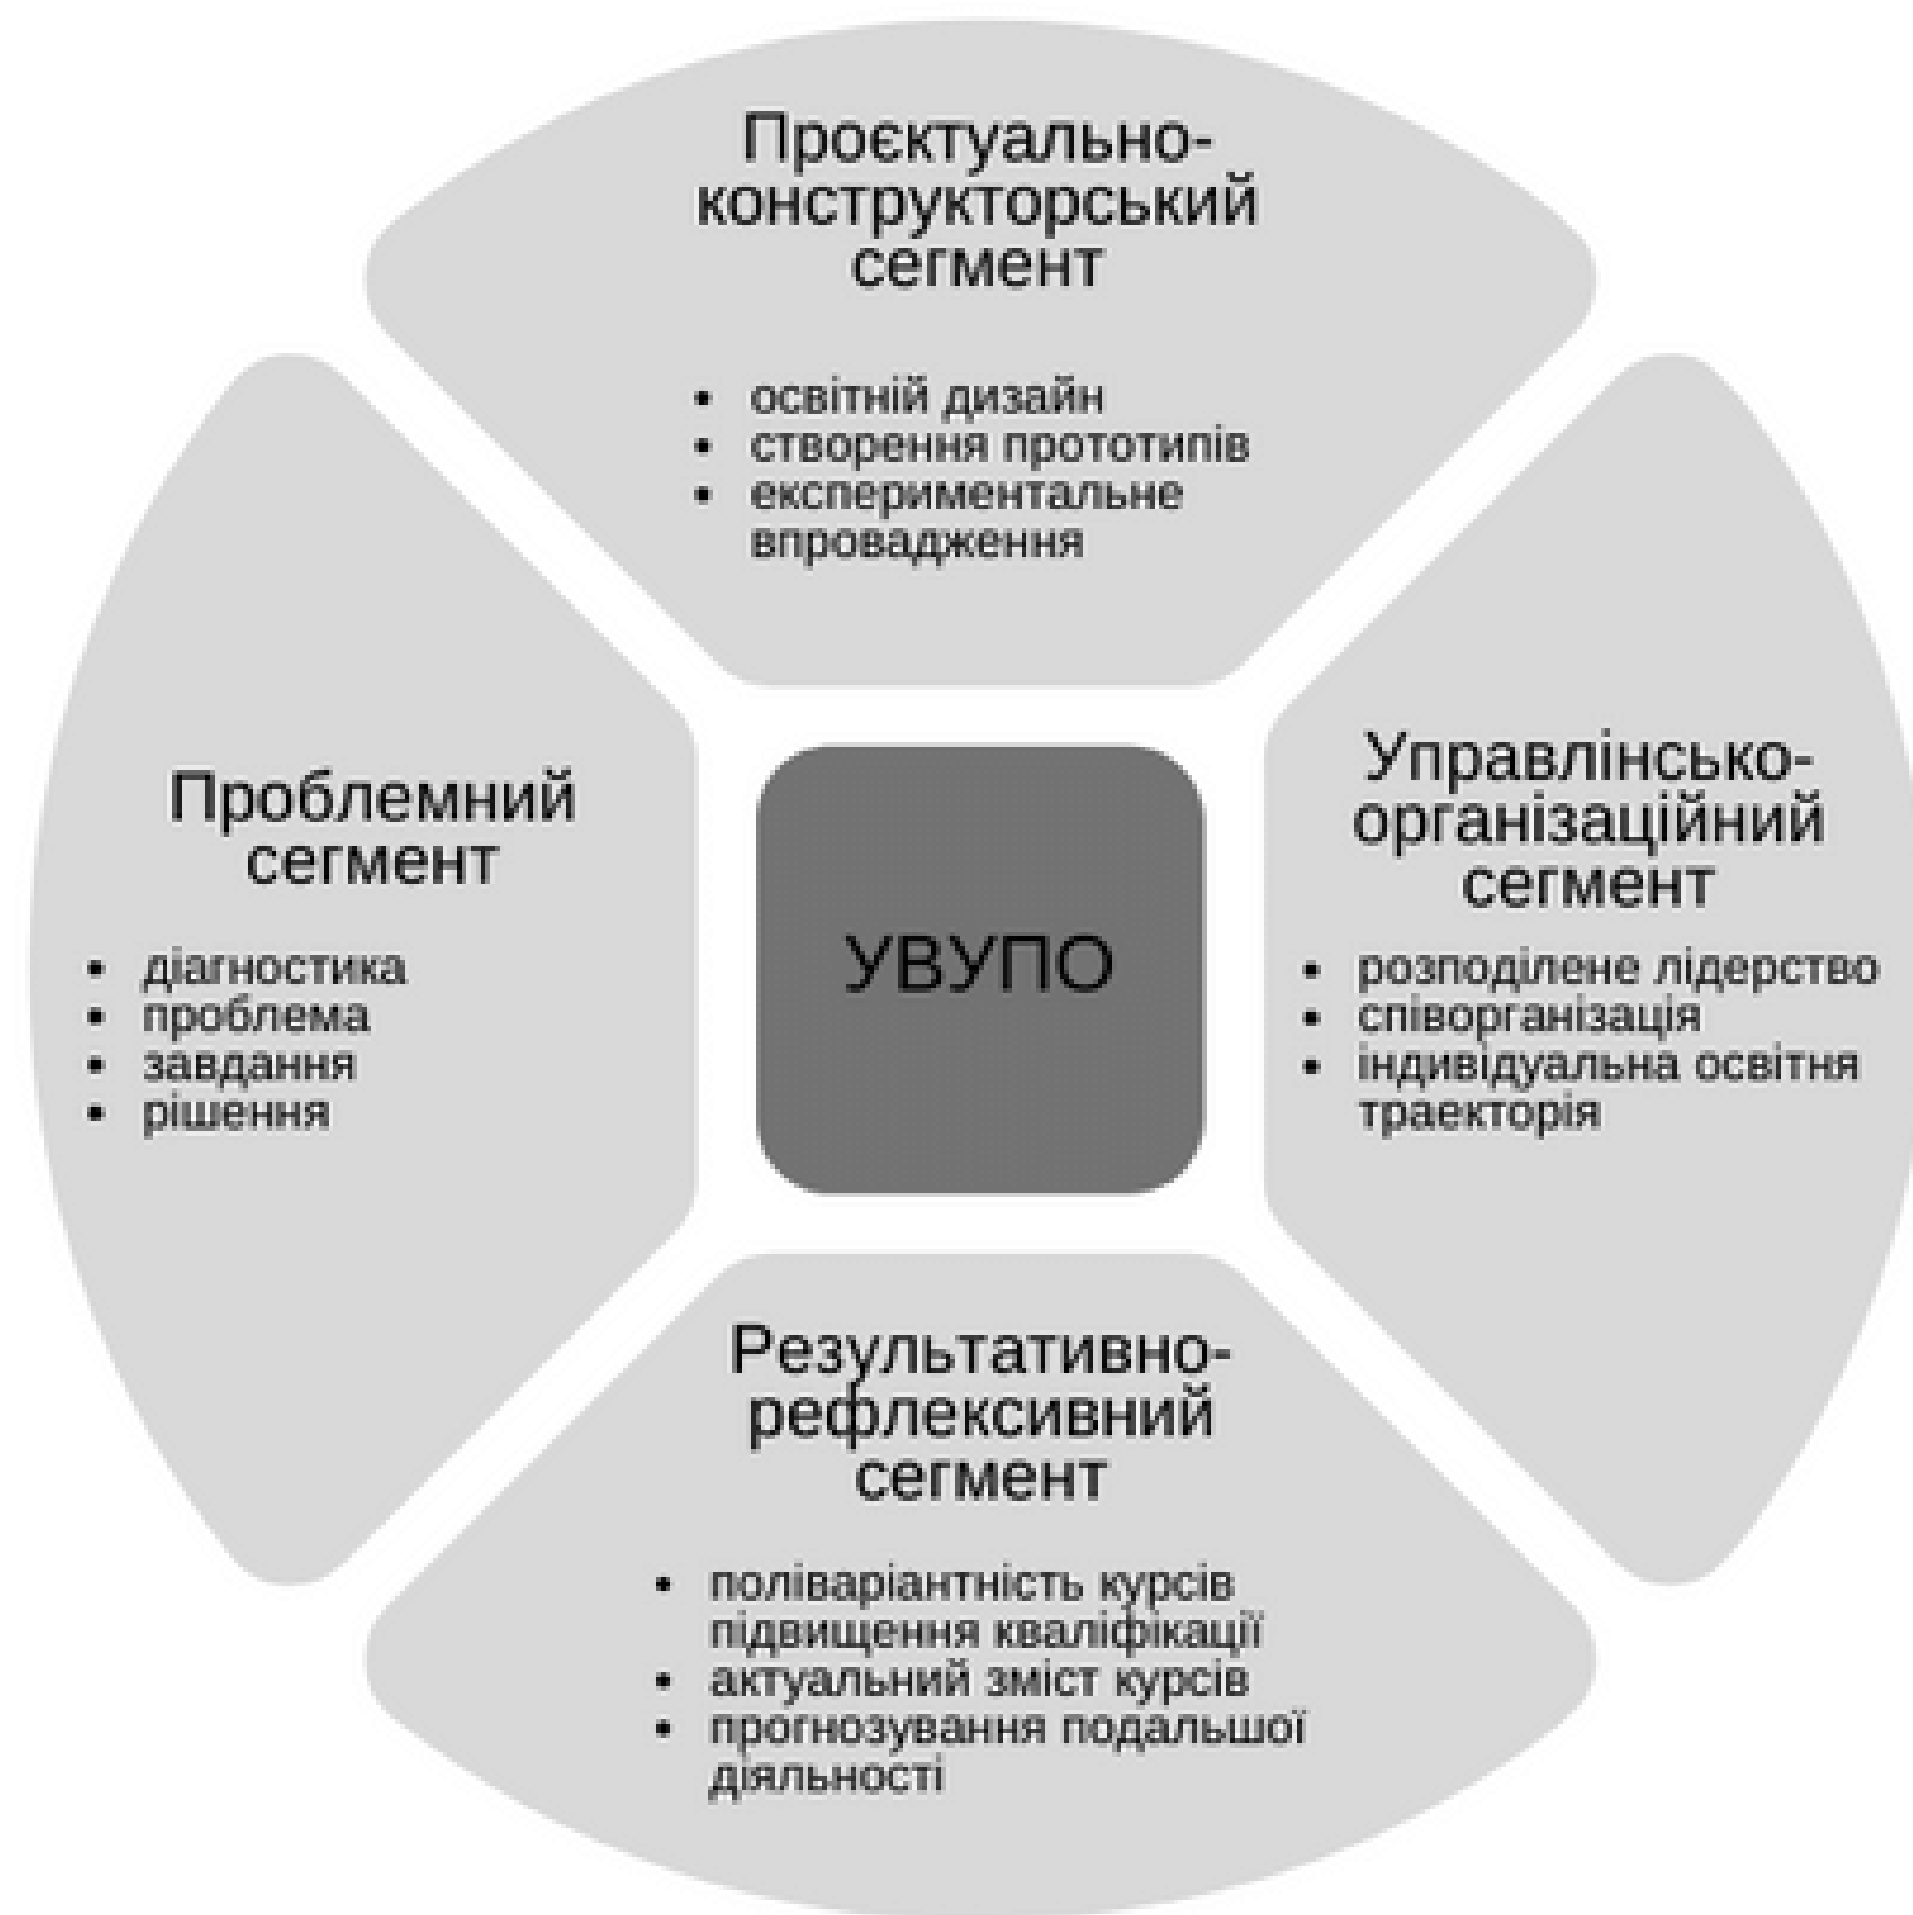 Проєктуально-
конструкторський
сегмент
• освітній дизайн
• створення прототипів
• експериментальне
впровадження
Проблемний
сегмент
• діагностика
• проблема
• завдання
• рішення
УВУПО
Управлінсько-
організаційний
сегмент
• розподілене лідерство
• співорганізація
• індивідуальна освітня
траекторія
Результативно-
рефлексивний
сегмент
• поліваріантність курсів
підвищення кваліфікації
• актуальний зміст курсів
• прогнозування подальшої
діяльності